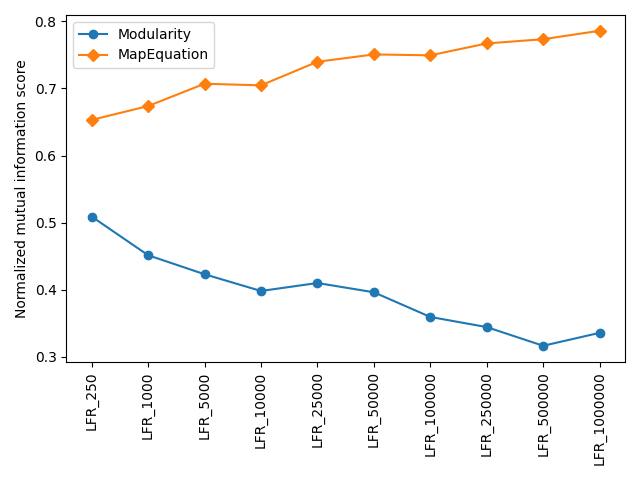 Modularity
MapEquation
Normalized mutual information score
0.8
0.7
0.6
0.5
0.4
0.3
LFR_250
LFR_1000
LFR_5000
LFR_10000
LFR_25000
LFR_50000
LFR_100000
LFR_250000
LFR_500000
LFR_1000000